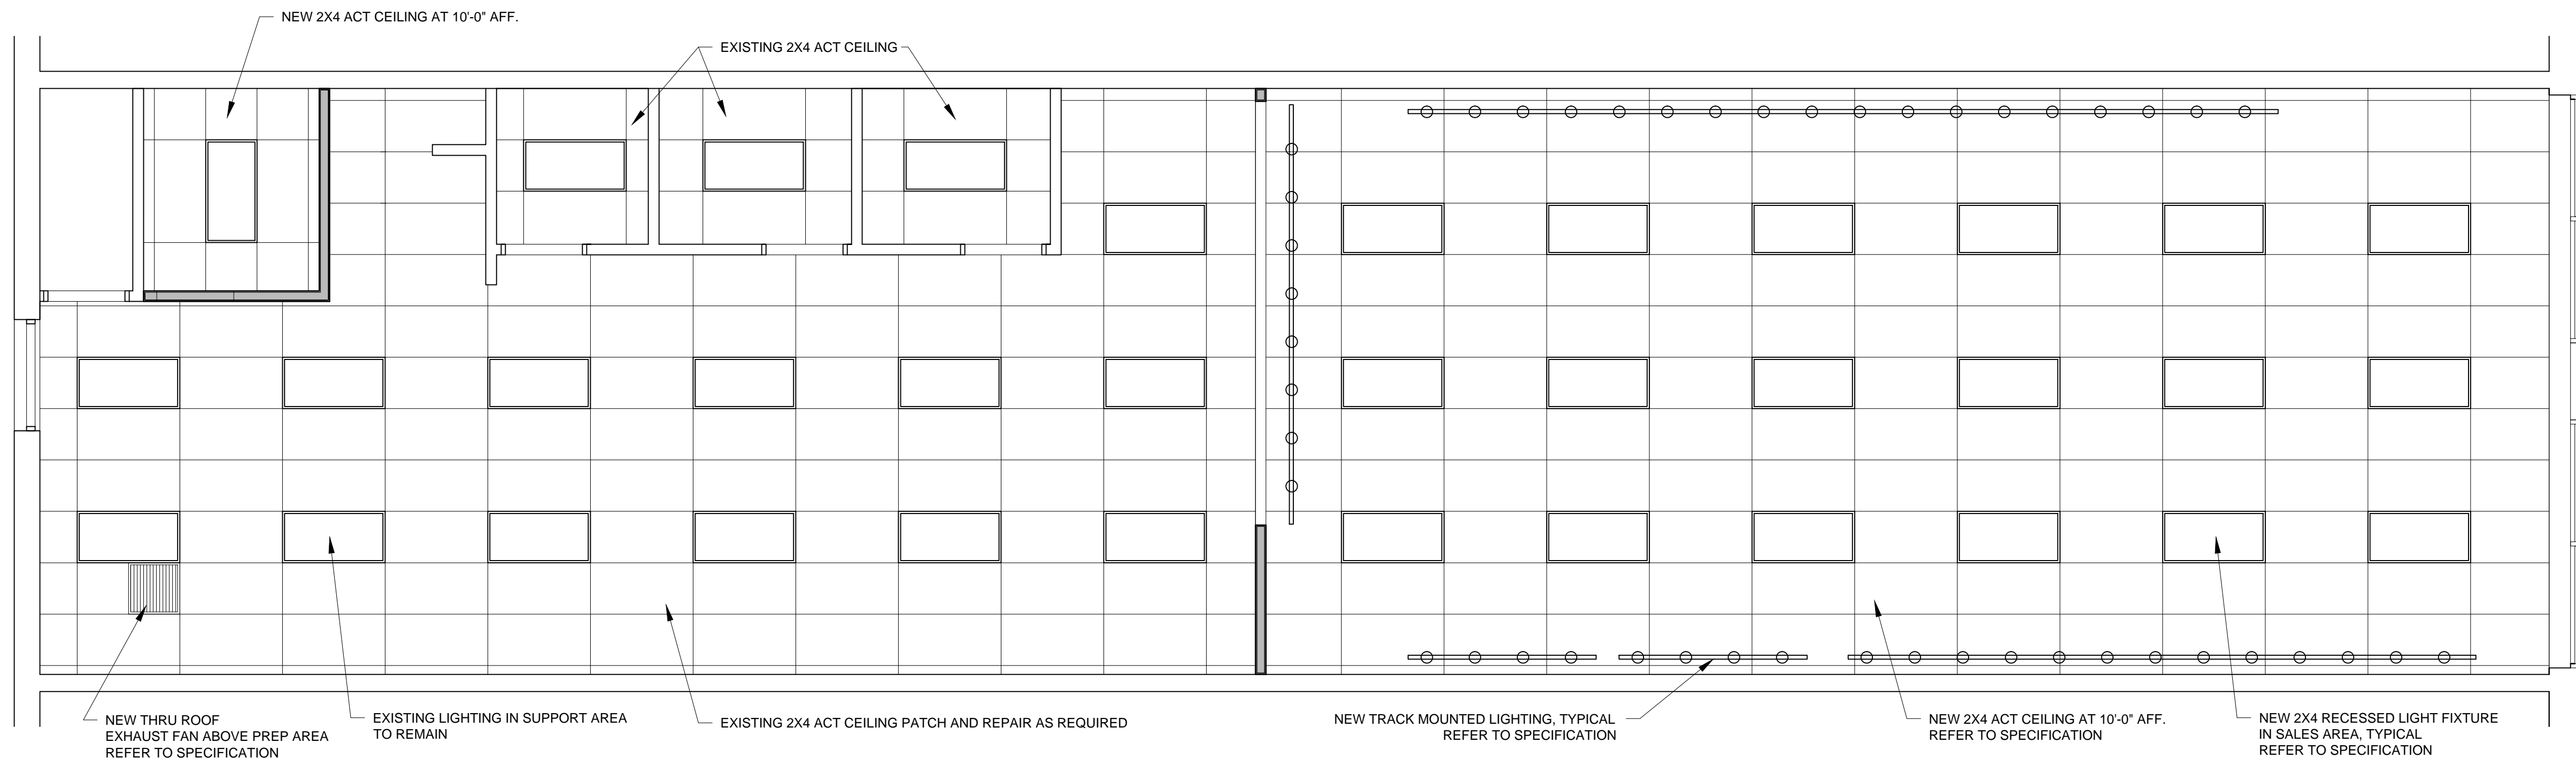 NEW 2X4 ACT CEILING AT 10'-0" AFF.
EXISTING 2X4 ACT CEILING
NEW THRU ROOF
EXHAUST FAN ABOVE PREP AREA
REFER TO SPECIFICATION
EXISTING LIGHTING IN SUPPORT AREA
TO REMAIN
EXISTING 2X4 ACT CEILING PATCH AND REPAIR AS REQUIRED
NEW TRACK MOUNTED LIGHTING, TYPICAL
REFER TO SPECIFICATION
NEW 2X4 ACT CEILING AT 10'-0" AFF.
REFER TO SPECIFICATION
NEW 2X4 RECESSED LIGHT FIXTURE
IN SALES AREA, TYPICAL
REFER TO SPECIFICATION